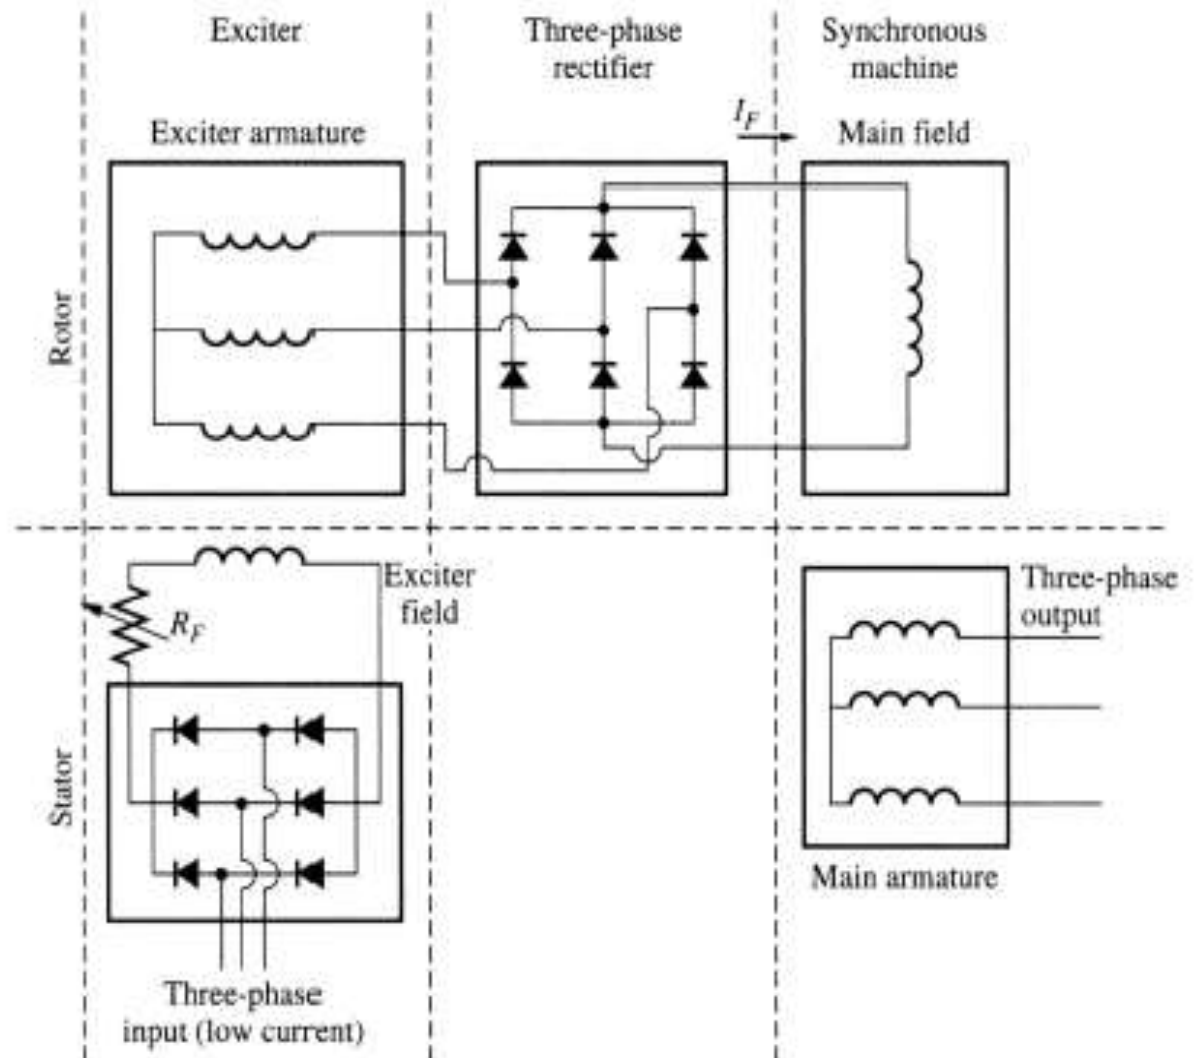 Exciter
Three-phase
rectifier
Synchronous
machine
Exciter armature
I_F
Main field
Rotor
Exciter
field
R_F
Three-phase
output
Stator
Main armature
Three-phase
input (low current)